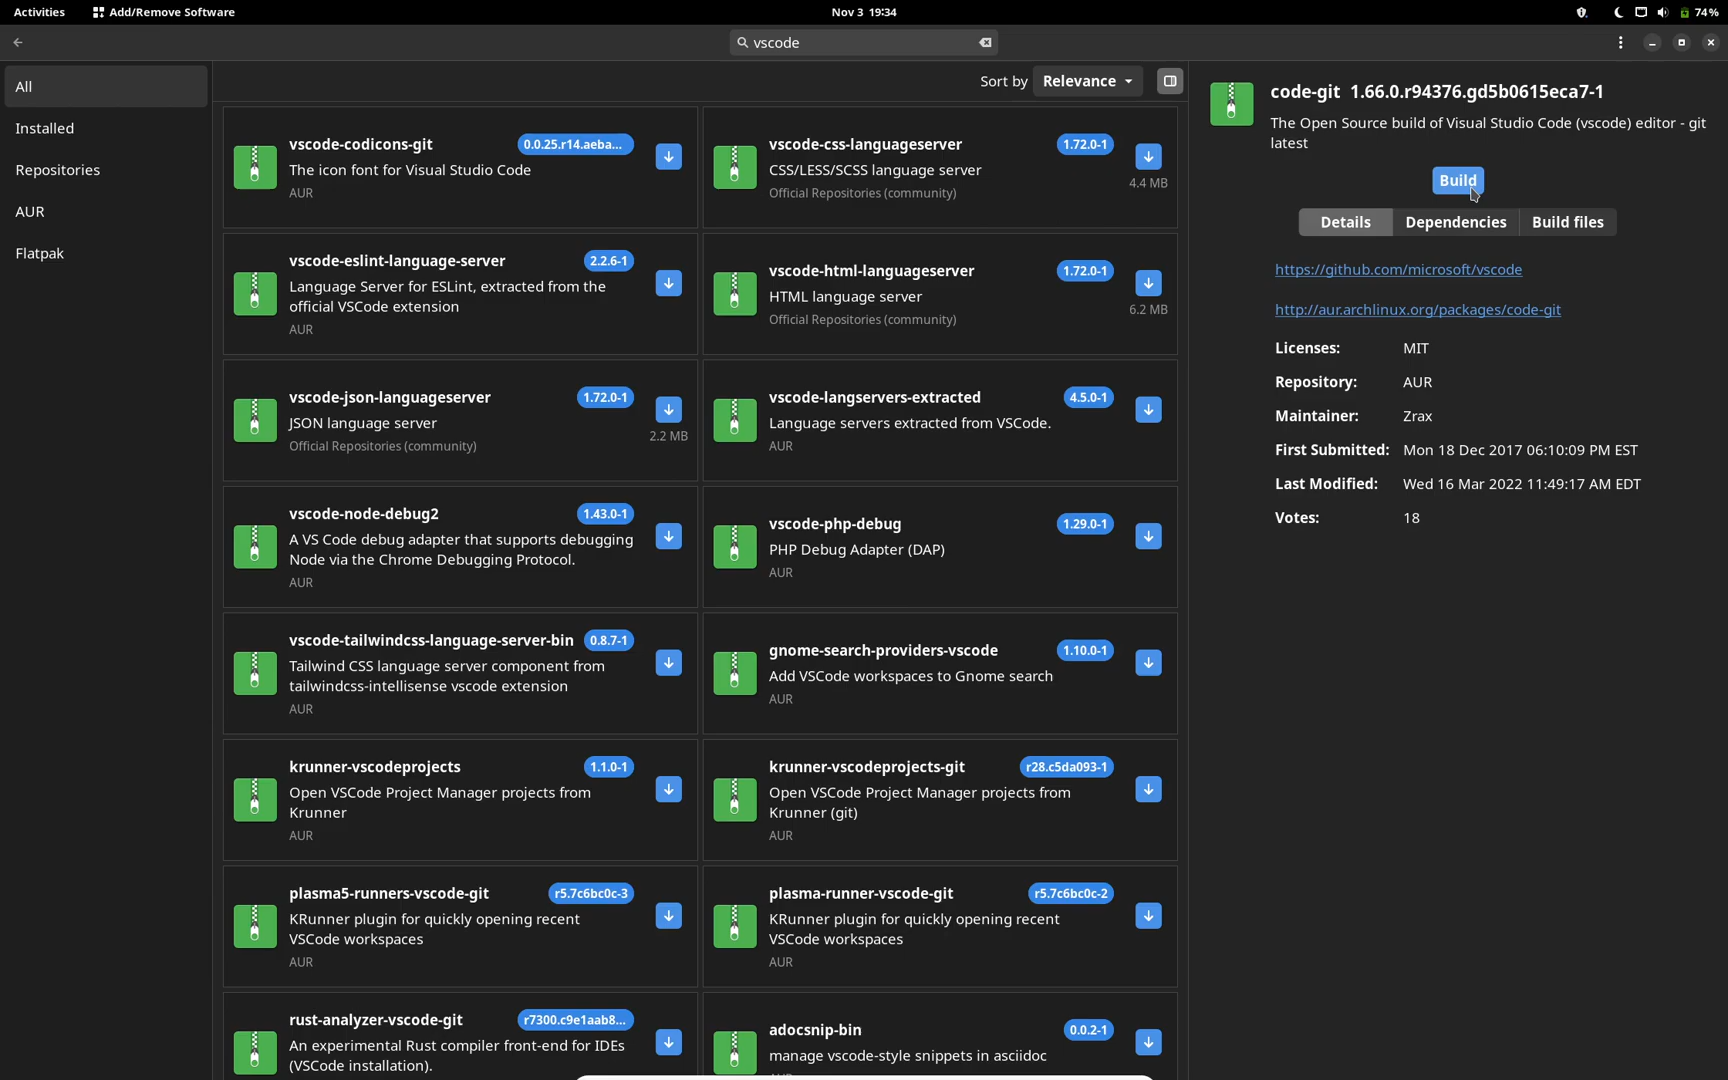 Activities
Add/Remove Software
Nov 3 19:34
74%
vscode
All
Installed
Repositories
AUR
Flatpak
Sort by
Relevance
vscode-codicons-git
0.0.25.r14.aeba...
The icon font for Visual Studio Code
AUR
vscode-css-languageserver
1.72.0-1
CSS/LESS/SCSS language server
4.4 MB
Official Repositories (community)
vscode-eslint-language-server
2.2.6-1
Language Server for ESLint, extracted from the
official VSCode extension
AUR
vscode-html-languageserver
1.72.0-1
HTML language server
6.2 MB
Official Repositories (community)
vscode-json-languageserver
1.72.0-1
JSON language server
2.2 MB
Official Repositories (community)
vscode-langservers-extracted
4.5.0-1
Language servers extracted from VSCode.
AUR
vscode-node-debug2
1.43.0-1
A VS Code debug adapter that supports debugging
Node via the Chrome Debugging Protocol.
AUR
vscode-php-debug
1.29.0-1
PHP Debug Adapter (DAP)
AUR
vscode-tailwindcss-language-server-bin
0.8.7-1
Tailwind CSS language server component from
tailwindcss-intellisense vscode extension
AUR
gnome-search-providers-vscode
1.10.0-1
Add VSCode workspaces to Gnome search
AUR
krunner-vscodeprojects
1.1.0-1
Open VSCode Project Manager projects from
Krunner
AUR
krunner-vscodeprojects-git
r28.c5da093-1
Open VSCode Project Manager projects from
Krunner (git)
AUR
plasma5-runners-vscode-git
r5.7c6bc0c-3
KRunner plugin for quickly opening recent
VSCode workspaces
AUR
plasma-runner-vscode-git
r5.7c6bc0c-2
KRunner plugin for quickly opening recent
VSCode workspaces
AUR
rust-analyzer-vscode-git
r7300.c9e1aab8...
An experimental Rust compiler front-end for IDEs
(VSCode installation).
adocsnip-bin
0.0.2-1
manage vscode-style snippets in asciidoc
AUR
code-git 1.66.0.r94376.gd5b0615eca7-1
The Open Source build of Visual Studio Code (vscode) editor - git
latest
Build
Details
Dependencies
Build files
https://github.com/microsoft/vscode
http://aur.archlinux.org/packages/code-git
Licenses: MIT
Repository: AUR
Maintainer: Zrax
First Submitted: Mon 18 Dec 2017 06:10:09 PM EST
Last Modified: Wed 16 Mar 2022 11:49:17 AM EDT
Votes: 18